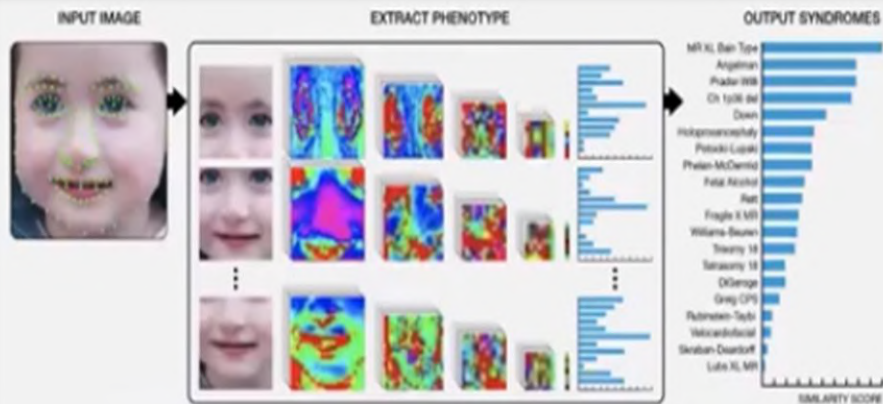 INPUT IMAGE
EXTRACT PHENOTYPE
OUTPUT SYNDROMES
MR XL Bain Type
Angelman
Prader-Willi
Ch 1p36 del
Down
Holoprosencephaly
Potocki-Lupski
Phelan-McDermid
Fetal Alcohol
Rett
Fragile X MR
Williams-Beuren
Trisomy 18
Tetrasomy 18
DiGeorge
Greig CPS
Rubinstein-Taybi
Velocardiofacial
Skraban-Deardorff
Lubs XL MR
SIMILARITY SCORE